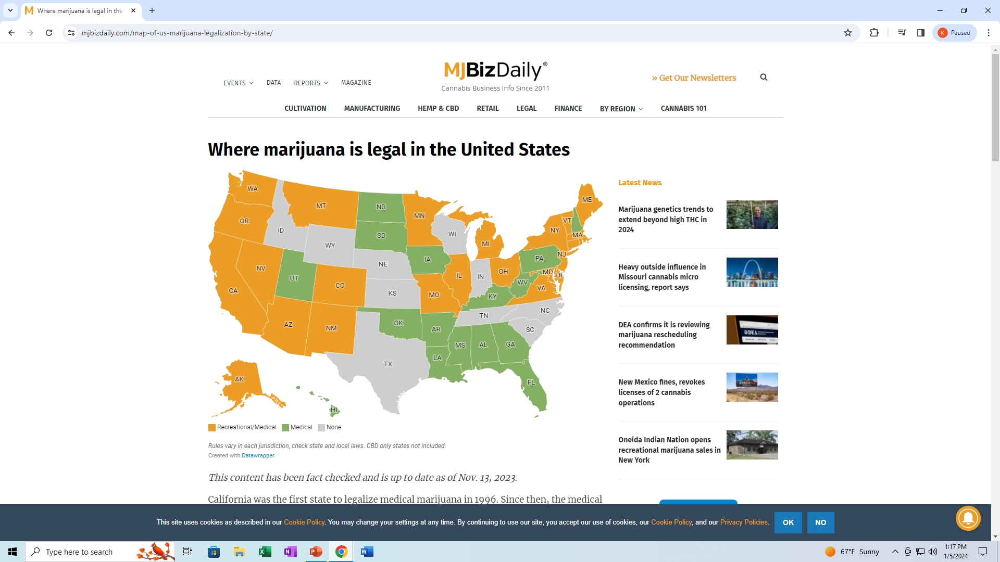 Where marijuana is legal in the
mjbizdaily.com/map-of-us-marijuana-legalization-by-state/
K Paused
EVENTS
DATA
REPORTS
MAGAZINE
MJBizDaily®
Cannabis Business Info Since 2011
» Get Our Newsletters
CULTIVATION
MANUFACTURING
HEMP & CBD
RETAIL
LEGAL
FINANCE
BY REGION
CANNABIS 101
Where marijuana is legal in the United States
WA
MT
ND
MN
ME
OR
ID
SD
WI
VT
NY
MA
WY
MI
NV
UT
NE
IA
PA
NJ
CA
CO
KS
MO
IL
IN
OH
MD
DE
WV
VA
KY
AZ
NM
OK
AR
TN
NC
SC
TX
LA
MS
AL
GA
FL
AK
HI
Recreational/Medical
Medical
None
Rules vary in each jurisdiction, check state and local laws. CBD only states not included.
Created with Datawrapper
This content has been fact checked and is up to date as of Nov. 13, 2023.
California was the first state to legalize medical marijuana in 1996. Since then, the medical
Latest News
Marijuana genetics trends to
extend beyond high THC in
2024
Heavy outside influence in
Missouri cannabis micro
licensing, report says
DEA confirms it is reviewing
marijuana rescheduling
recommendation
DEA
New Mexico fines, revokes
licenses of 2 cannabis
operations
Oneida Indian Nation opens
recreational marijuana sales in
New York
This site uses cookies as described in our Cookie Policy. You may change your settings at any time. By continuing to use our site, you accept our use of cookies, our Cookie Policy, and our Privacy Policies.
OK
NO
Type here to search
67°F Sunny
1:17 PM
1/5/2024